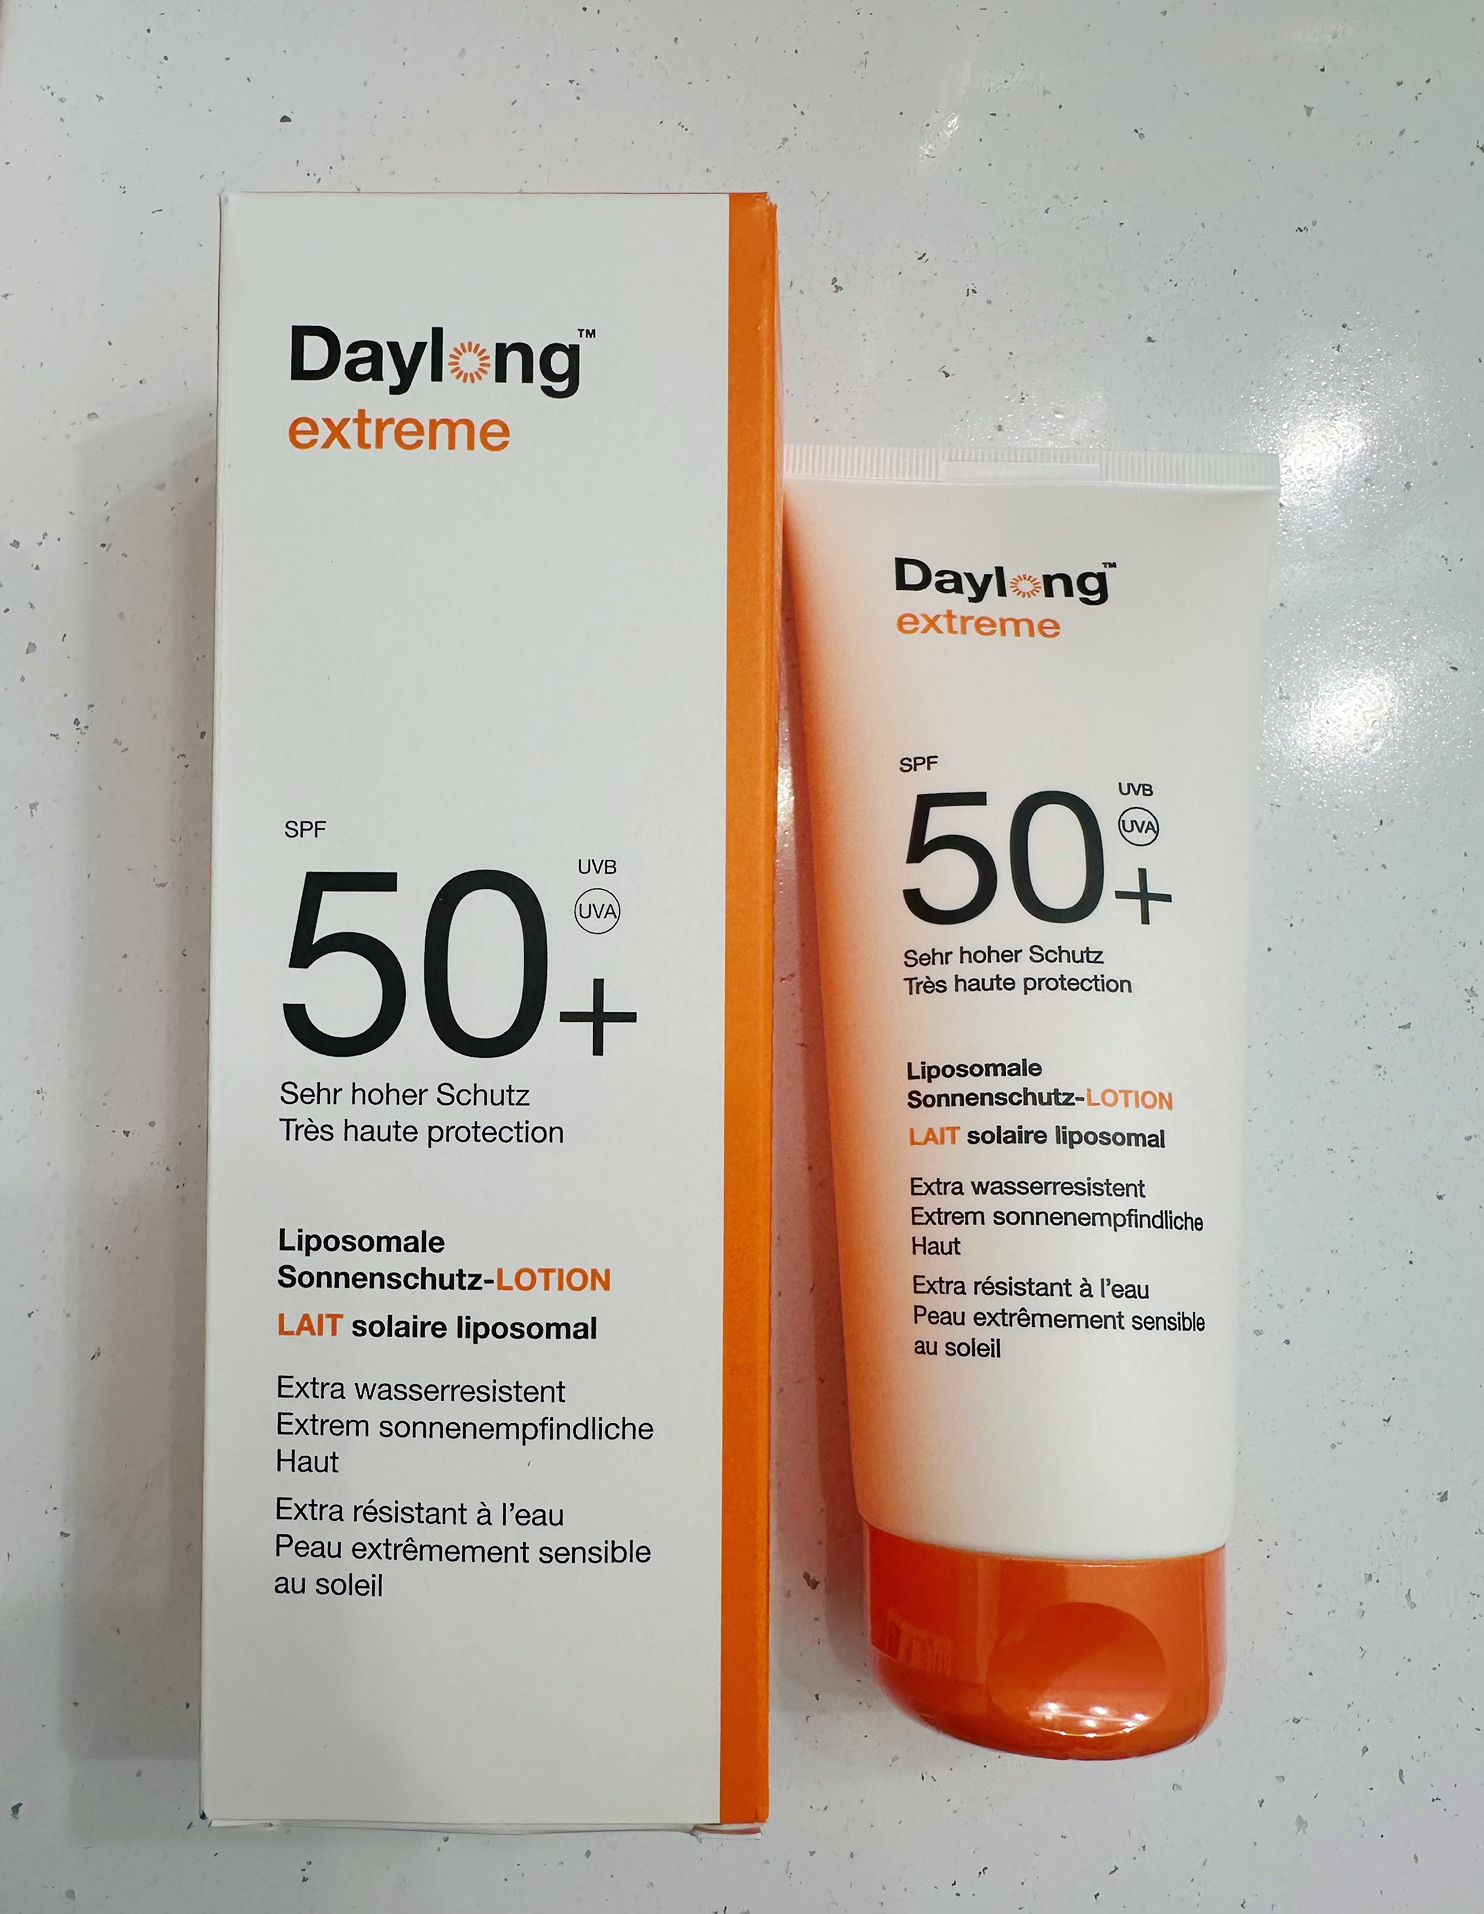 Daylong™
extreme
SPF
50+
UVB
UVA
Sehr hoher Schutz
Très haute protection
Liposomale
Sonnenschutz-LOTION
LAIT solaire liposomal
Extra wasserresistent
Extrem sonnenempfindliche
Haut
Extra résistant à l'eau
Peau extrêmement sensible
au soleil
Daylong™
extreme
SPF
50+
UVB
UVA
Sehr hoher Schutz
Très haute protection
Liposomale
Sonnenschutz-LOTION
LAIT solaire liposomal
Extra wasserresistent
Extrem sonnenempfindliche
Haut
Extra résistant à l'eau
Peau extrêmement sensible
au soleil